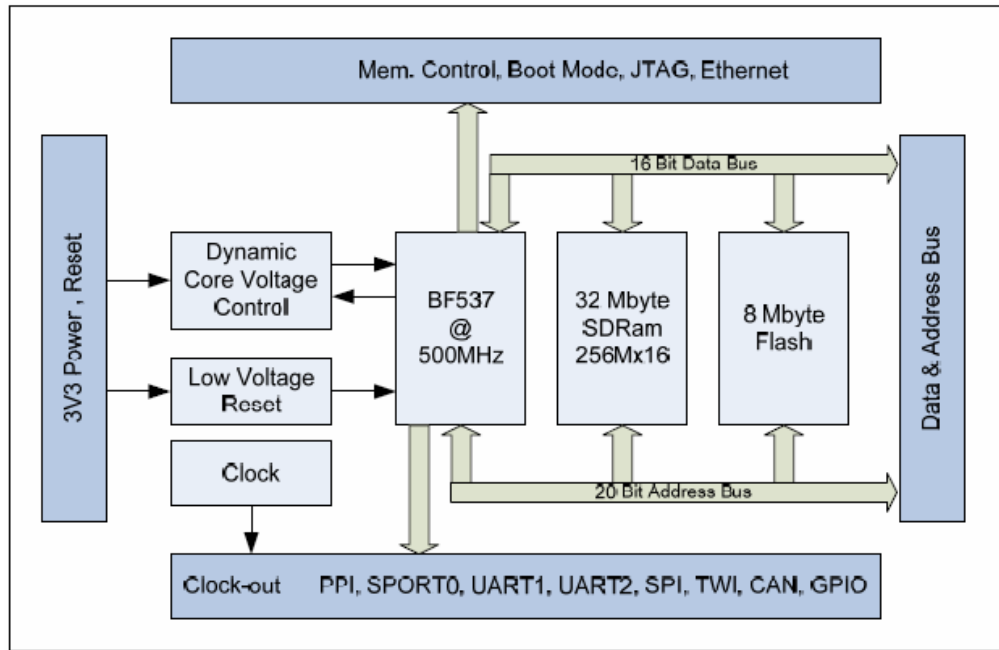 Mem. Control, Boot Mode, JTAG, Ethernet
16 Bit Data Bus
3V3 Power , Reset
Dynamic
Core Voltage
Control
BF537
@
500MHz
32 Mbyte
SDRam
256Mx16
8 Mbyte
Flash
Data & Address Bus
Low Voltage
Reset
Clock
20 Bit Address Bus
Clock-out PPI, SPORT0, UART1, UART2, SPI, TWI, CAN, GPIO